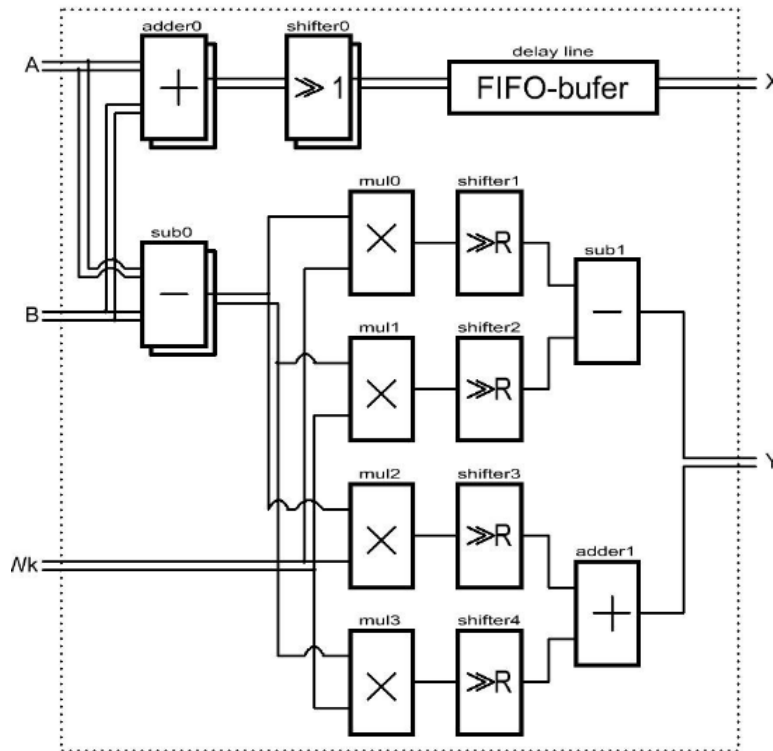 adder0
shifter0
delay line
A
+
≫ 1
FIFO-bufer
X
sub0
−
B
mul0
×
shifter1
≫R
sub1
−
mul1
×
shifter2
≫R
Y
mul2
×
shifter3
≫R
adder1
+
Wk
mul3
×
shifter4
≫R